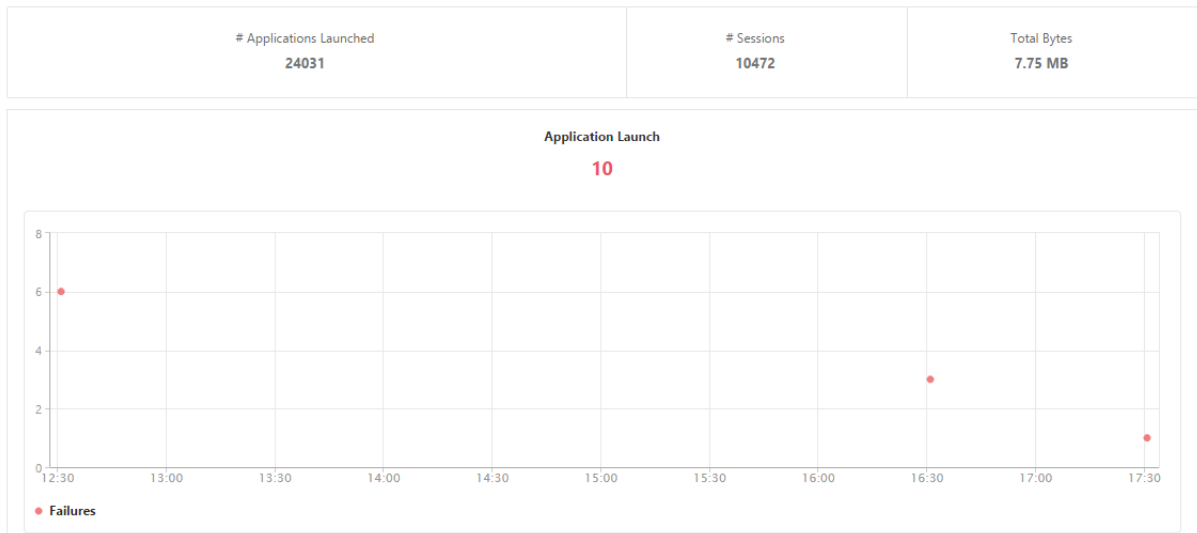 # Applications Launched # Sessions Total Bytes
24031 10472 7.75 MB
Application Launch
10
8
6
4
2
0
12:30 13:00 13:30 14:00 14:30 15:00 15:30 16:00 16:30 17:00 17:30
Failures